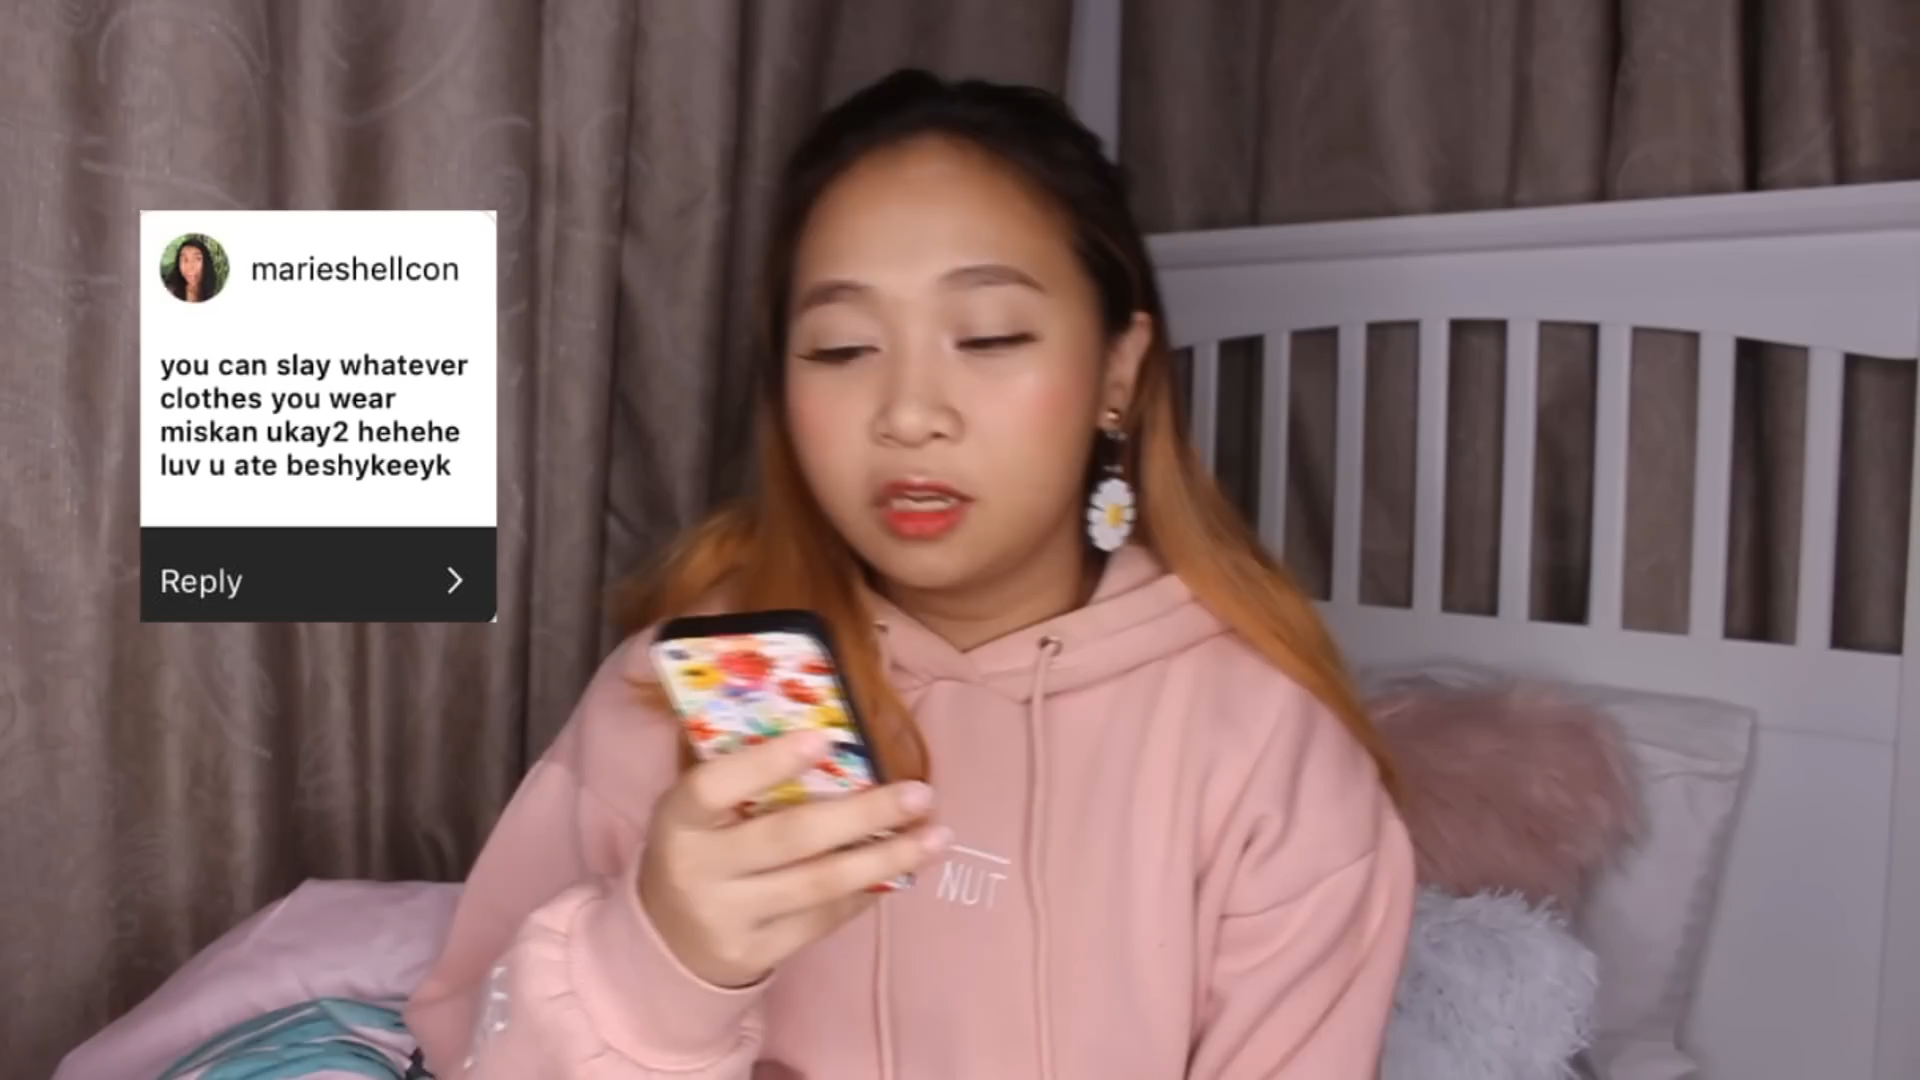 marieshellcon
you can slay whatever
clothes you wear
miskan ukay2 hehehe
luv u ate beshykeeyk
Reply
NUT